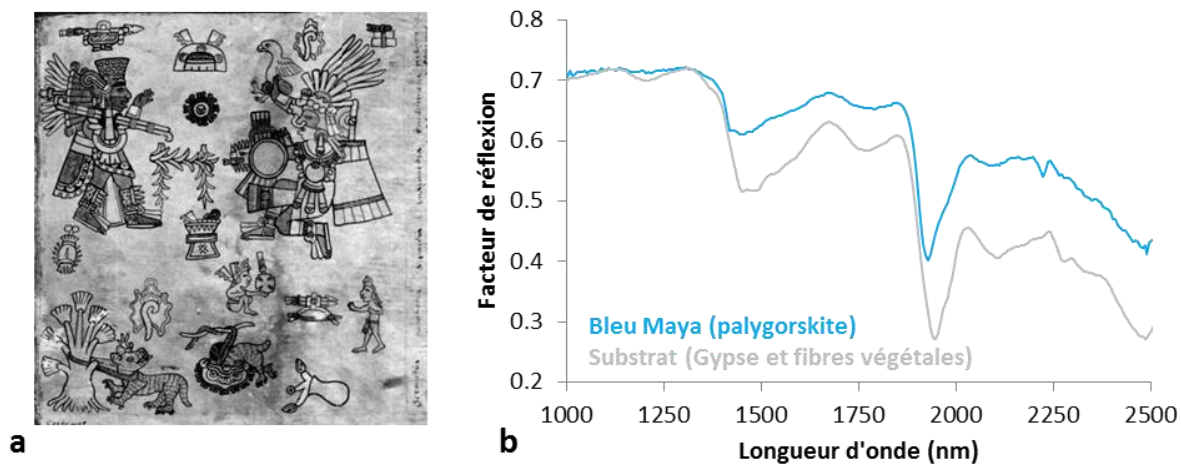 a
b
Facteur de réflexion
0.8
0.7
0.6
0.5
0.4
0.3
0.2
Bleu Maya (palygorskite)
Substrat (Gypse et fibres végétales)
1000 1250 1500 1750 2000 2250 2500
Longueur d'onde (nm)